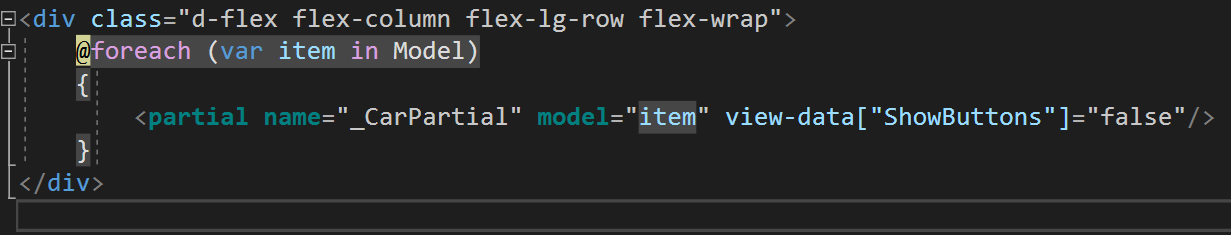 <div class="d-flex flex-column flex-lg-row flex-wrap">
@foreach (var item in Model)
{
<partial name="_CarPartial" model="item" view-data["ShowButtons"]="false"/>
}
</div>